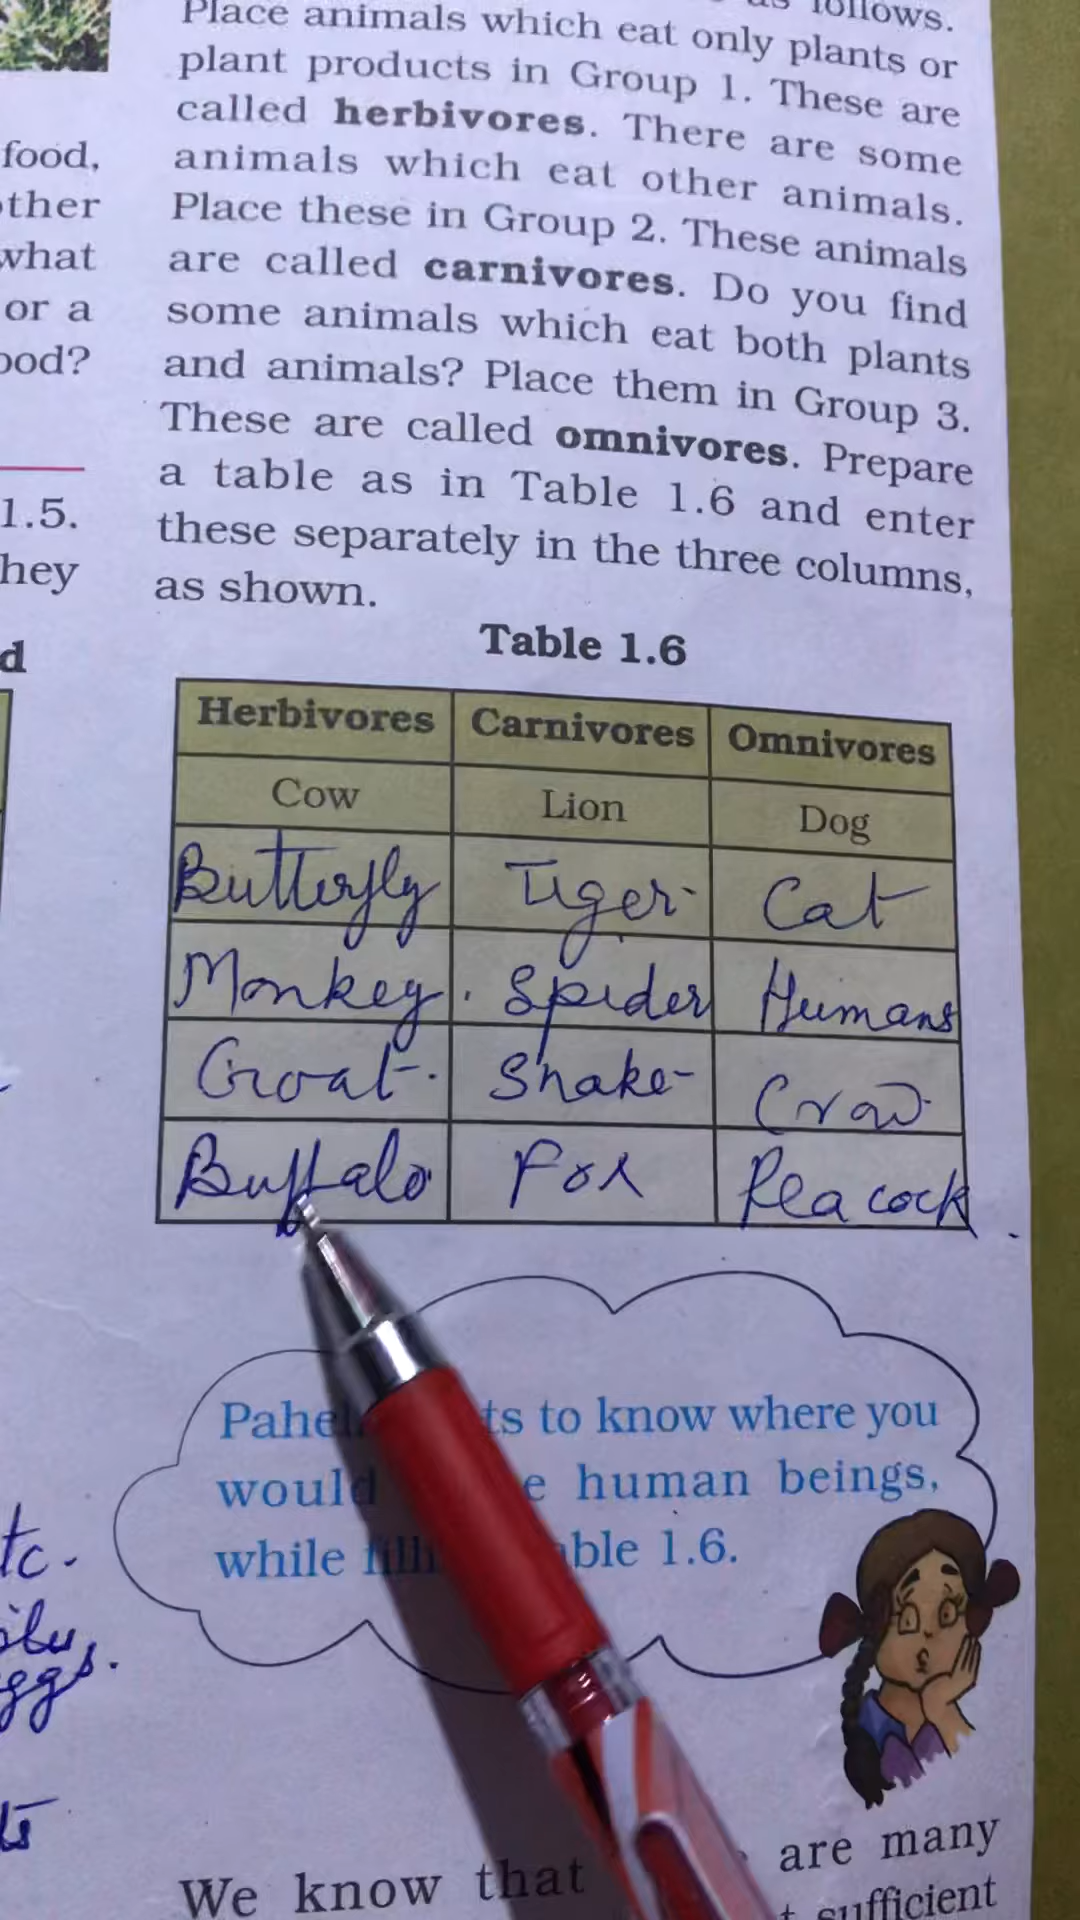 as follows.
Place animals which eat only plants or
plant products in Group 1. These are
called herbivores. There are some
animals which eat other animals.
Place these in Group 2. These animals
are called carnivores. Do you find
some animals which eat both plants
and animals? Place them in Group 3.
These are called omnivores. Prepare
a table as in Table 1.6 and enter
these separately in the three columns,
as shown.
food,
ther
what
or a
ood?
1.5.
hey
d
Table 1.6
Herbivores Carnivores Omnivores
Cow Lion Dog
Butterfly Tiger Cat
Monkey. Spider Humans
Goat. Snake Crow
Buffalo Fox Peacock.
Pahe ts to know where you
would e human beings,
while filli able 1.6.
tc.
ggs.
We know that are many
sufficient